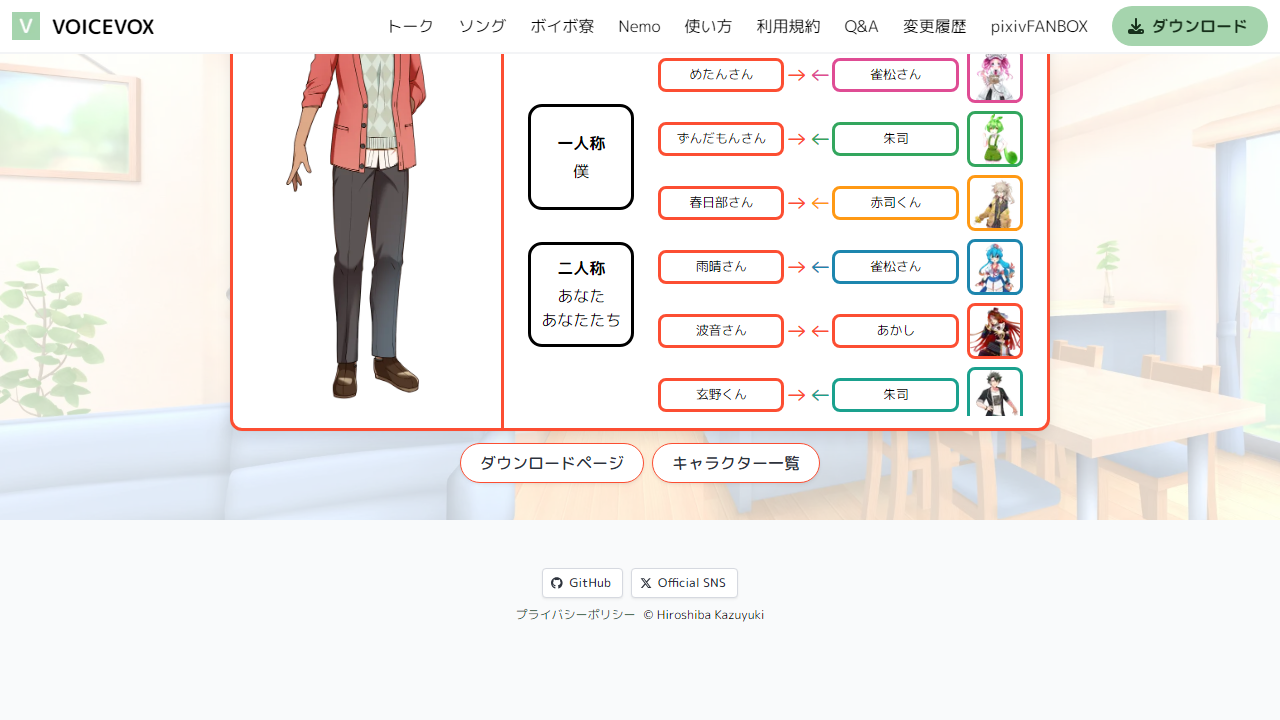 V VOICEVOX トーク ソング ボイボ寮 Nemo 使い方 利用規約 Q&A 変更履歴 pixivFANBOX ダウンロード
めたんさん → ← 雀松さん
一人称
僕
ずんだもんさん → ← 朱司
春日部さん → ← 赤司くん
二人称
あなた
あなたたち
雨晴さん → ← 雀松さん
波音さん → ← あかし
玄野くん → ← 朱司
ダウンロードページ キャラクター一覧
GitHub Official SNS
プライバシーポリシー © Hiroshiba Kazuyuki